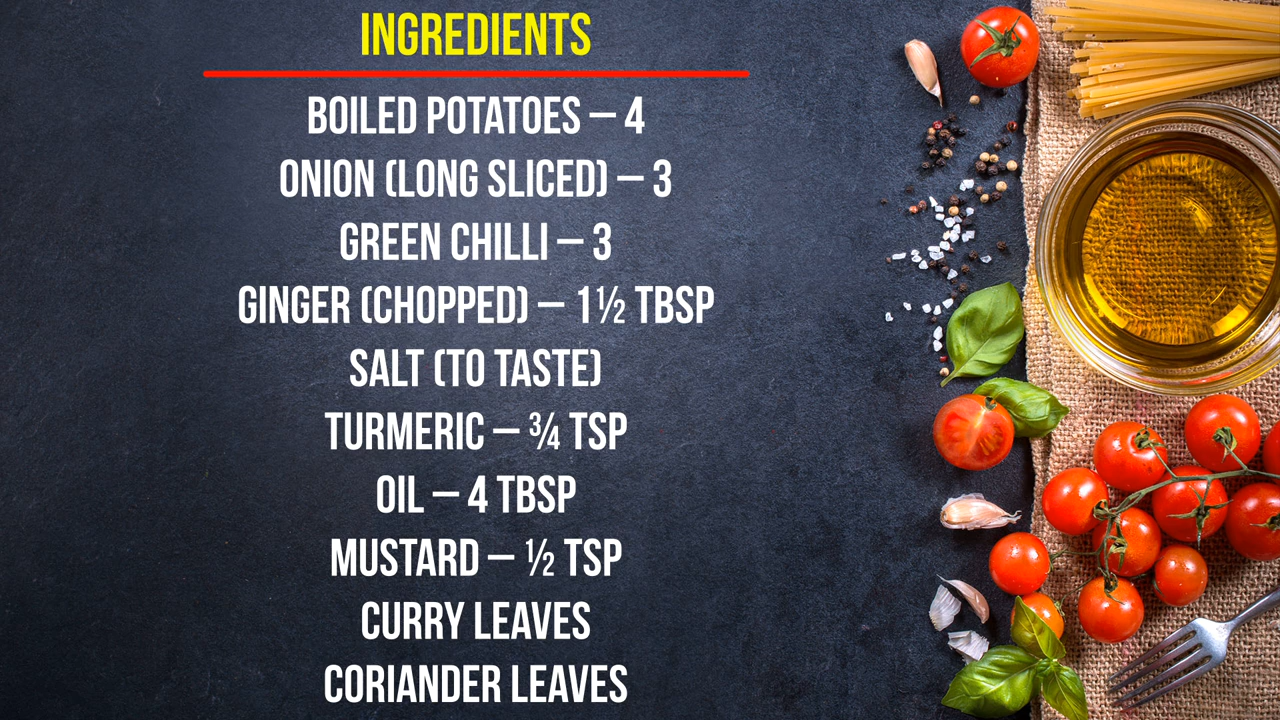 INGREDIENTS
BOILED POTATOES – 4
ONION (LONG SLICED) – 3
GREEN CHILLI – 3
GINGER (CHOPPED) – 1½ TBSP
SALT (TO TASTE)
TURMERIC – ¾ TSP
OIL – 4 TBSP
MUSTARD – ½ TSP
CURRY LEAVES
CORIANDER LEAVES